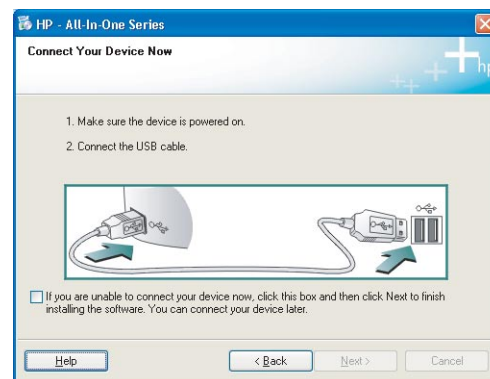 HP - All-In-One Series
Connect Your Device Now
hp
1. Make sure the device is powered on.
2. Connect the USB cable.
If you are unable to connect your device now, click this box and then click Next to finish
installing the software. You can connect your device later.
Help
< Back
Next >
Cancel